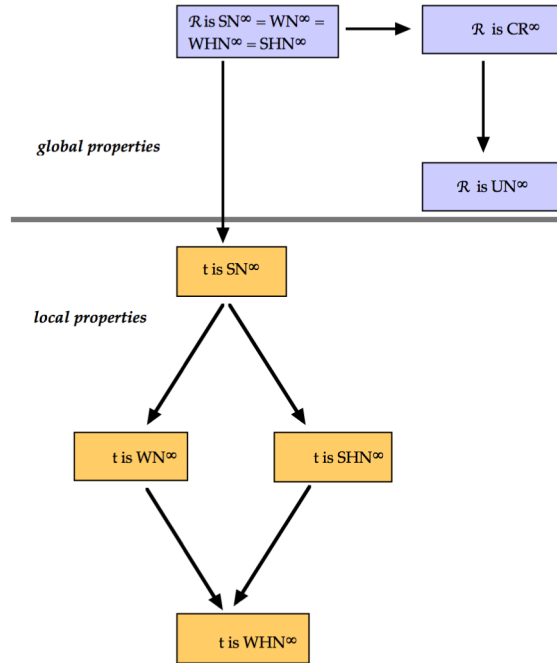 ℛ is SN∞ = WN∞ =
WHN∞ = SHN∞
ℛ is CR∞
global properties
ℛ is UN∞
t is SN∞
local properties
t is WN∞
t is SHN∞
t is WHN∞